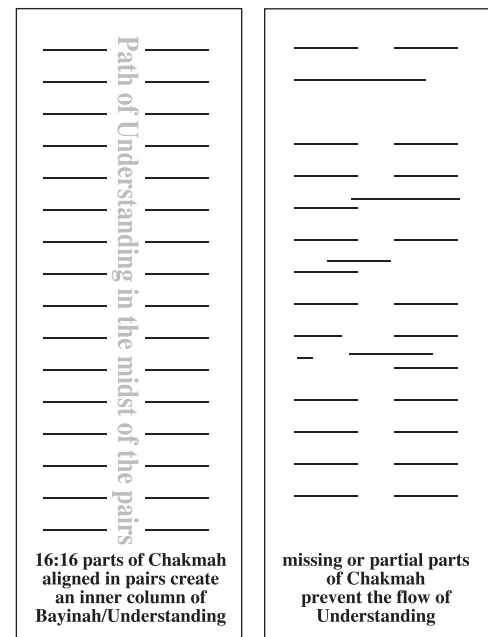 Path of Understanding in the midst of the pairs
16:16 parts of Chakmah
aligned in pairs create
an inner column of
Bayinah/Understanding
missing or partial parts
of Chakmah
prevent the flow of
Understanding